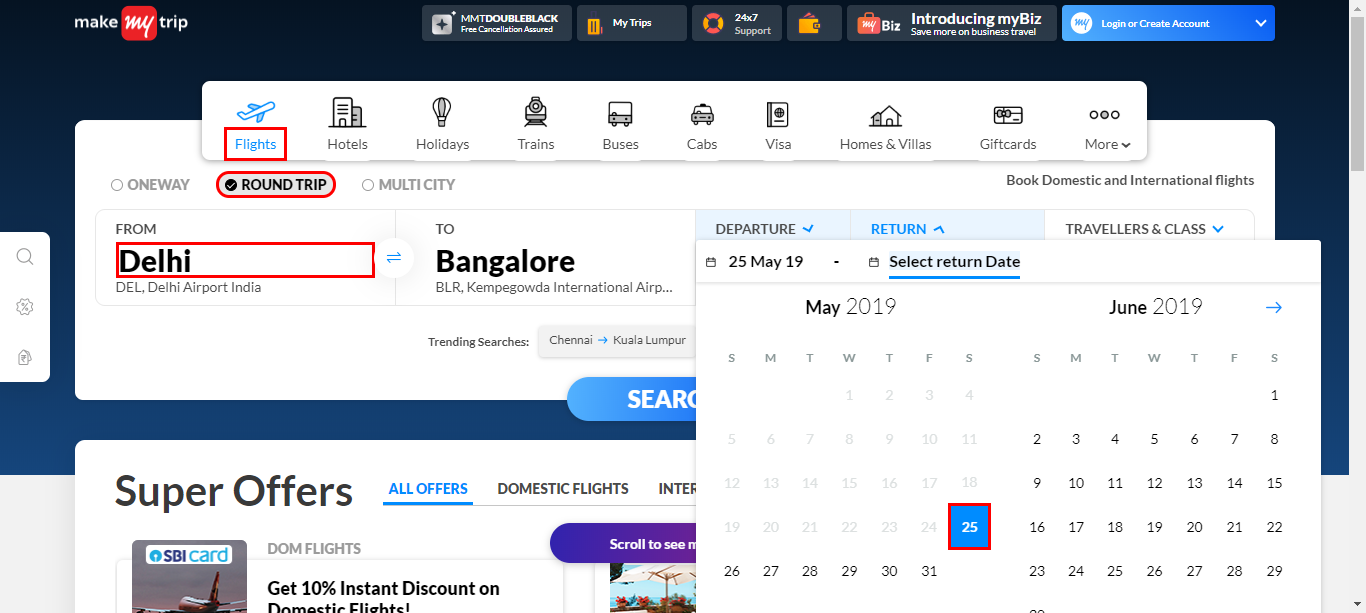 make my trip
MMTDOUBLEBLACK
Free Cancellation Assured
My Trips
24x7
Support
my Biz
Introducing myBiz
Save more on business travel
my
Login or Create Account
Flights
Hotels
Holidays
Trains
Buses
Cabs
Visa
Homes & Villas
Giftcards
More
ONEWAY
ROUND TRIP
MULTI CITY
Book Domestic and International flights
FROM
Delhi
DEL, Delhi Airport India
TO
Bangalore
BLR, Kempegowda International Airp...
DEPARTURE
RETURN
TRAVELLERS & CLASS
25 May 19 - Select return Date
Trending Searches:
Chennai → Kuala Lumpur
SEARC
May 2019
S M T W T F S
1 2 3 4
5 6 7 8 9 10 11
12 13 14 15 16 17 18
19 20 21 22 23 24 25
26 27 28 29 30 31
June 2019 →
S M T W T F S
1
2 3 4 5 6 7 8
9 10 11 12 13 14 15
16 17 18 19 20 21 22
23 24 25 26 27 28 29
Super Offers
ALL OFFERS
DOMESTIC FLIGHTS
INTER
Scroll to see m
SBI card
DOM FLIGHTS
Get 10% Instant Discount on
Domestic Flights!